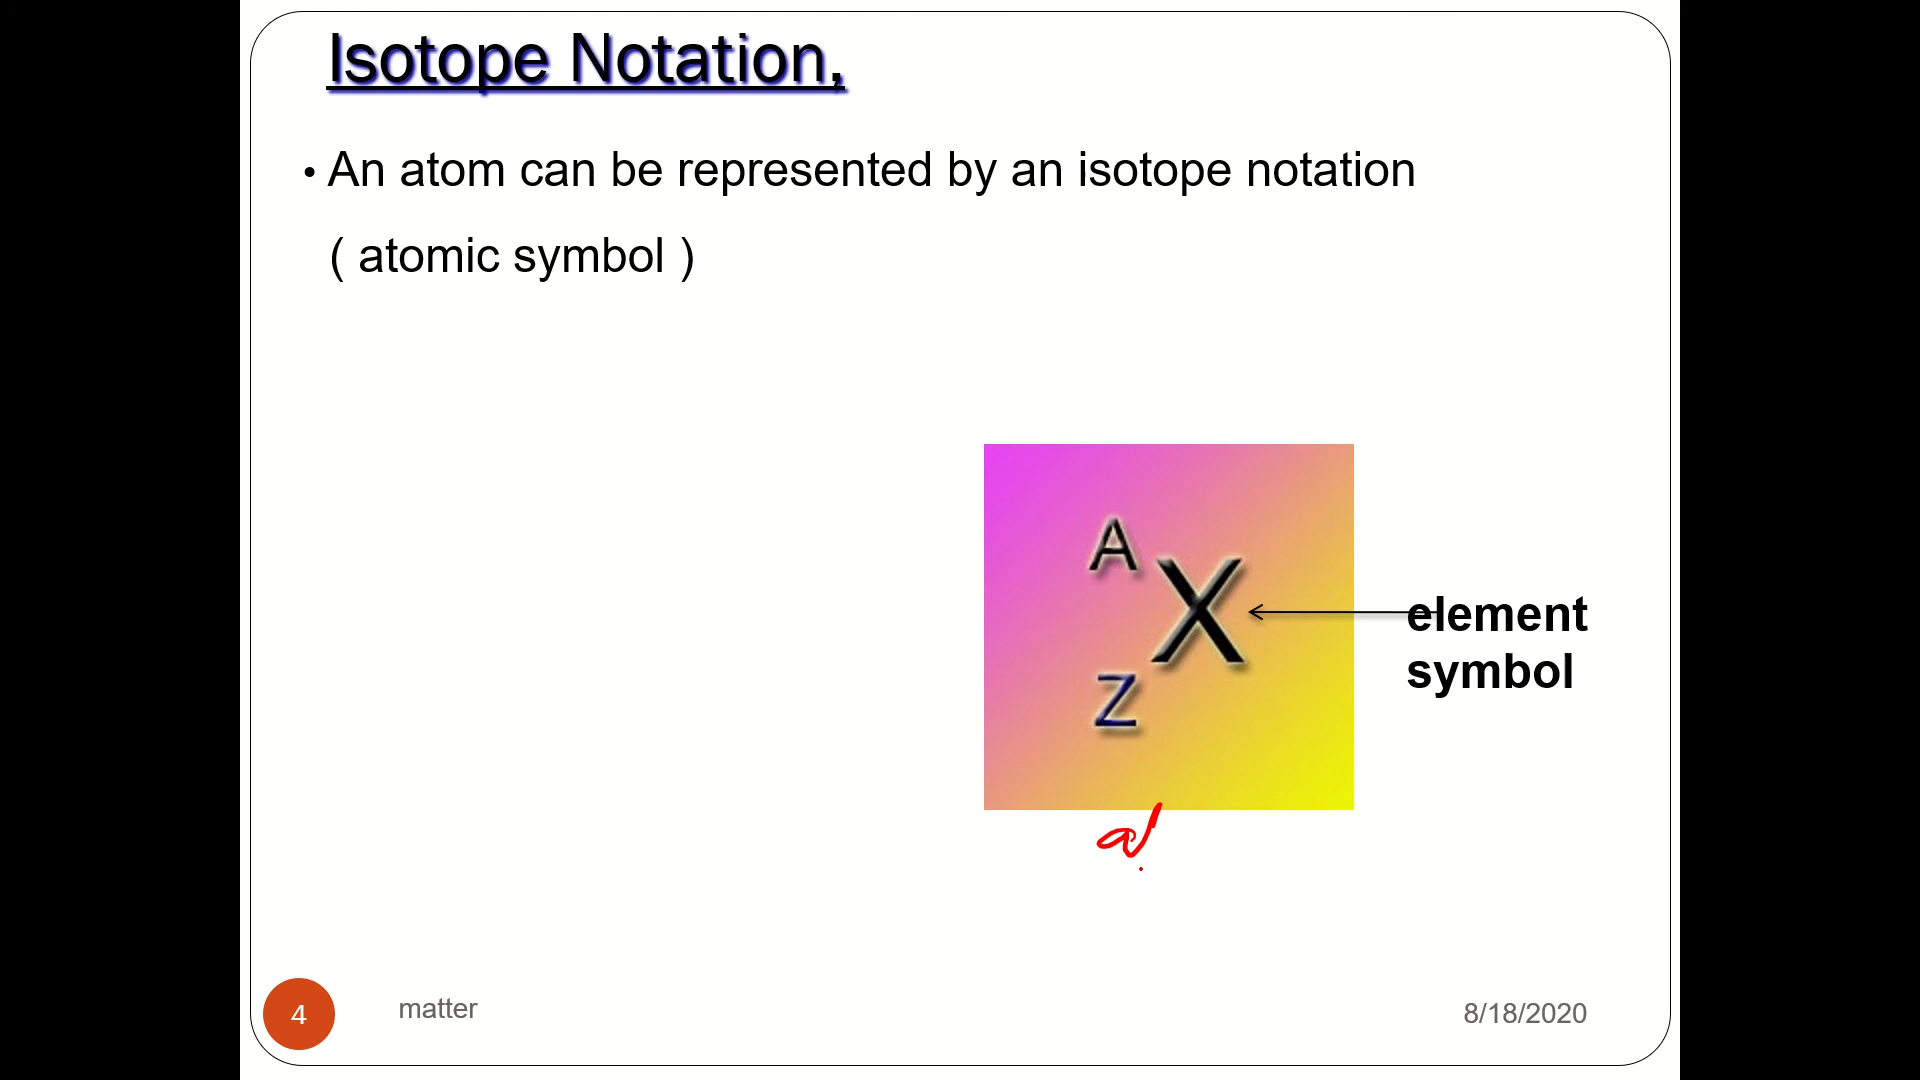 Isotope Notation,
• An atom can be represented by an isotope notation
( atomic symbol )
A
X
Z
element
symbol
4
matter
8/18/2020